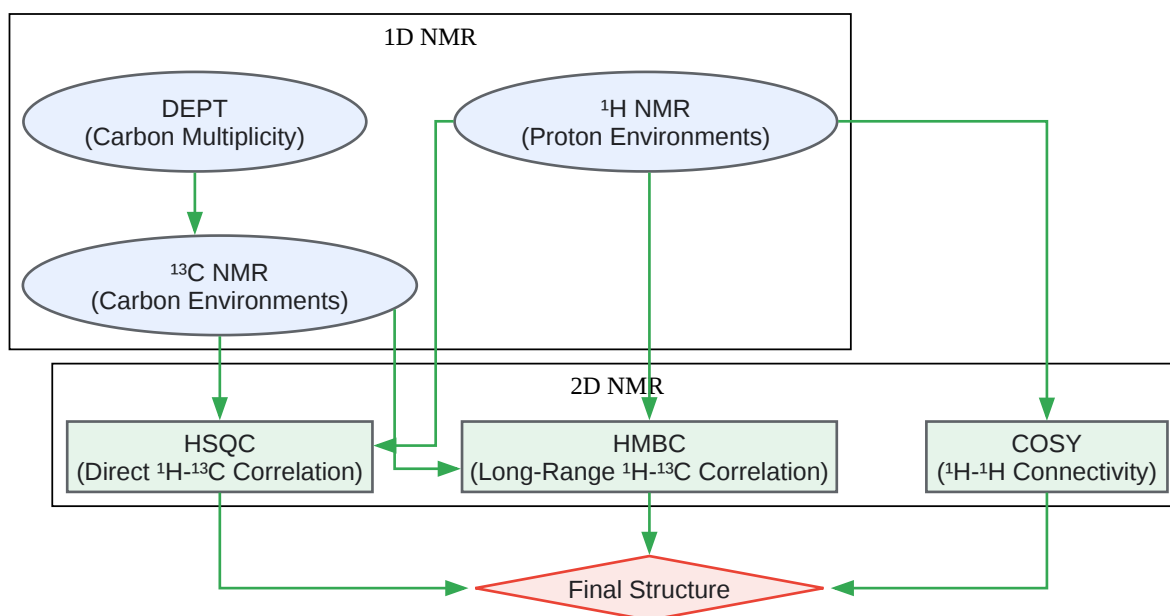 1D NMR
DEPT
(Carbon Multiplicity)
¹H NMR
(Proton Environments)
¹³C NMR
(Carbon Environments)
2D NMR
HSQC
(Direct ¹H-¹³C Correlation)
HMBC
(Long-Range ¹H-¹³C Correlation)
COSY
(¹H-¹H Connectivity)
Final Structure